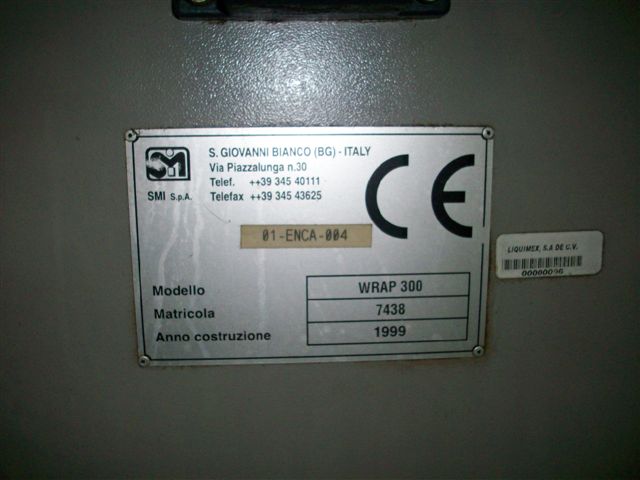 SMI
SMI S.p.A.
S. GIOVANNI BIANCO (BG) - ITALY
Via Piazzalunga n.30
Telef. ++39 345 40111
Telefax ++39 345 43625
CE
01-ENCA-004
Modello WRAP 300
Matricola 7438
Anno costruzione 1999
LIQUIMEX, S.A DE C.V.
00000096